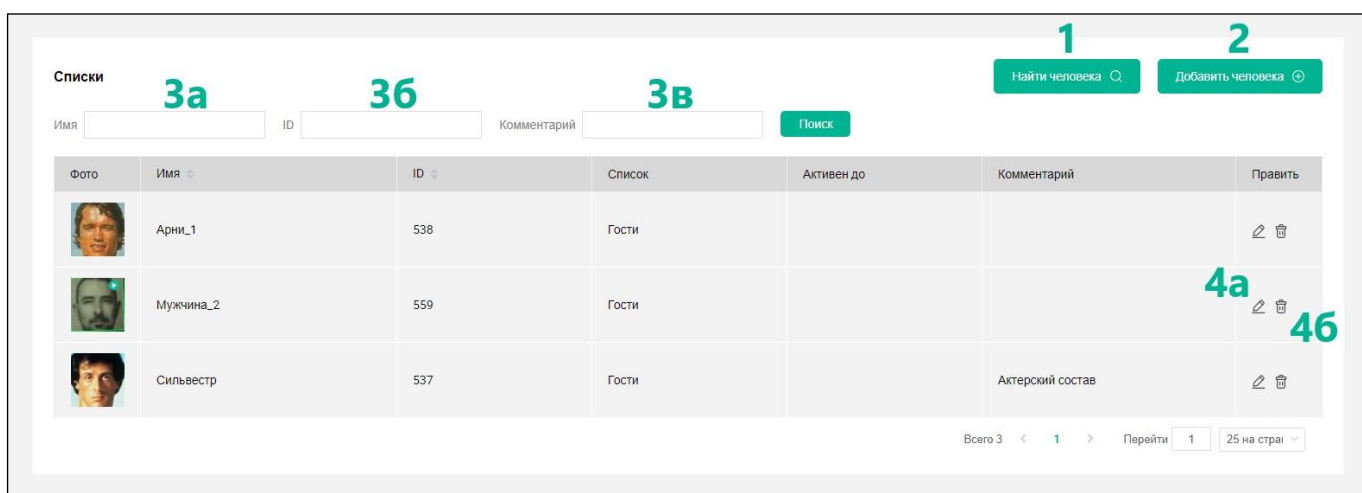 1 2
Списки 3а 3б 3в Найти человека Добавить человека
Имя ID Комментарий Поиск
Фото Имя ID Список Активен до Комментарий Править
Арни_1 538 Гости
4а
Мужчина_2 559 Гости
4б
Сильвестр 537 Гости Актерский состав
Всего 3 < 1 > Перейти 1 25 на стра